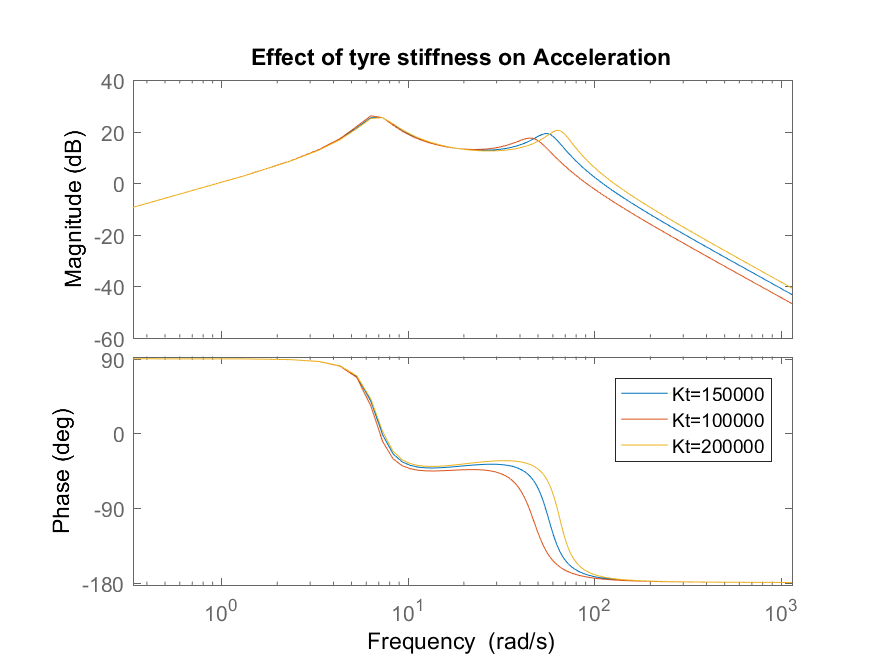 Effect of tyre stiffness on Acceleration
Magnitude (dB)
40
20
0
-20
-40
-60
Phase (deg)
90
0
-90
-180
Kt=150000
Kt=100000
Kt=200000
10^0 10^1 10^2 10^3
Frequency (rad/s)